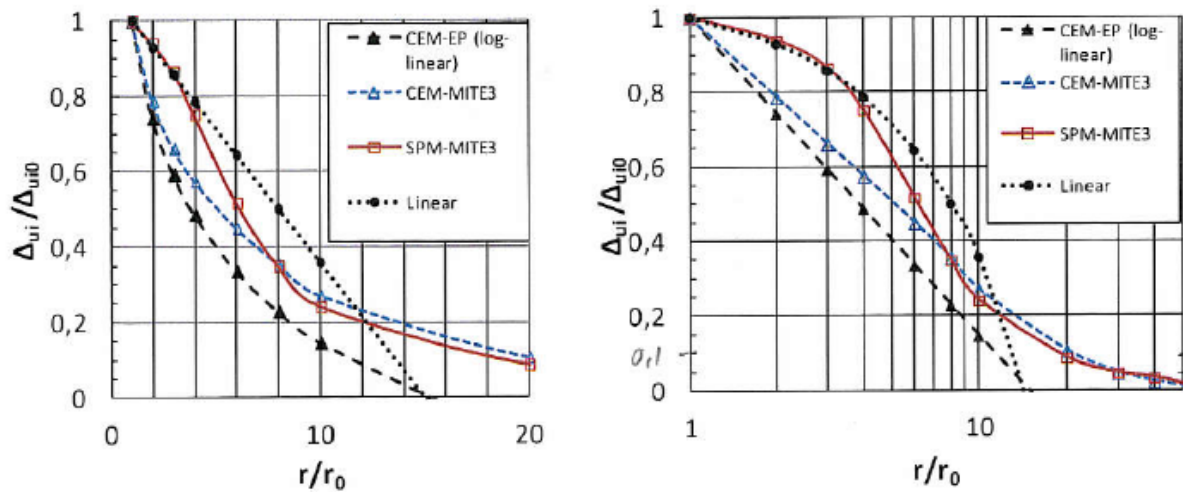 1
0,8
0,6
0,4
0,2
0
Δui/Δui0
0
10
20
r/r0
CEM-EP (log-
linear)
CEM-MITE3
SPM-MITE3
Linear
1
0,8
0,6
0,4
0,2
0,1
0
Δui/Δui0
1
10
r/r0
CEM-EP (log-
linear)
CEM-MITE3
SPM-MITE3
Linear